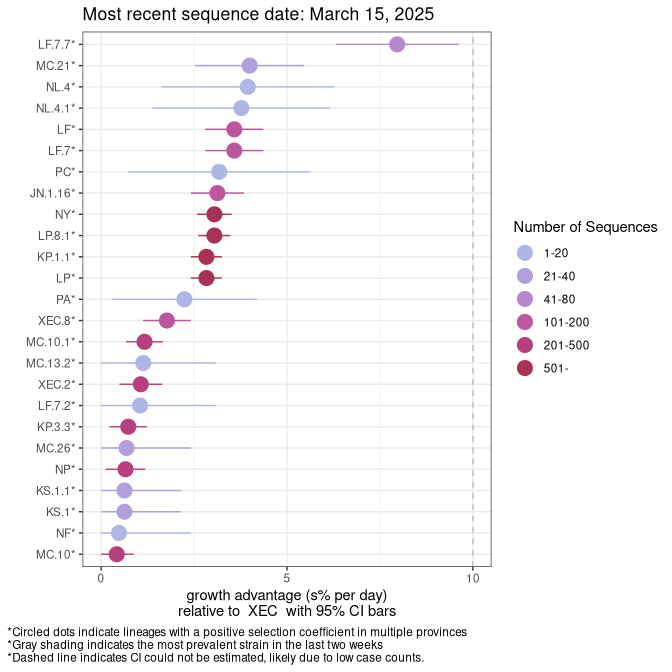 Most recent sequence date: March 15, 2025
LF.7.7*
MC.21*
NL.4*
NL.4.1*
LF*
LF.7*
PC*
JN.1.16*
NY*
LP.8.1*
KP.1.1*
LP*
PA*
XEC.8*
MC.10.1*
MC.13.2*
XEC.2*
LF.7.2*
KP.3.3*
MC.26*
NP*
KS.1.1*
KS.1*
NF*
MC.10*
0 5 10
growth advantage (s% per day)
relative to XEC with 95% CI bars
Number of Sequences
1-20
21-40
41-80
101-200
201-500
501-
*Circled dots indicate lineages with a positive selection coefficient in multiple provinces
*Gray shading indicates the most prevalent strain in the last two weeks
*Dashed line indicates CI could not be estimated, likely due to low case counts.